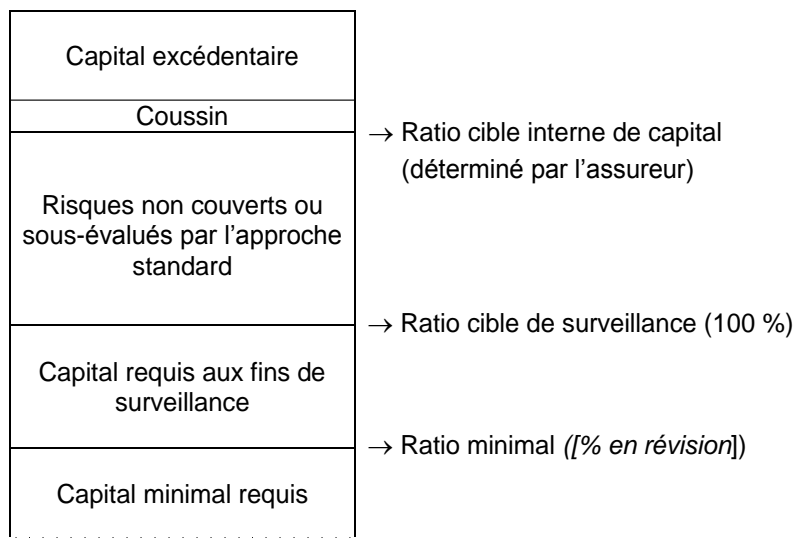 Capital excédentaire
Coussin
→ Ratio cible interne de capital
(déterminé par l'assureur)
Risques non couverts ou
sous-évalués par l'approche
standard
→ Ratio cible de surveillance (100 %)
Capital requis aux fins de
surveillance
→ Ratio minimal ([% en révision])
Capital minimal requis